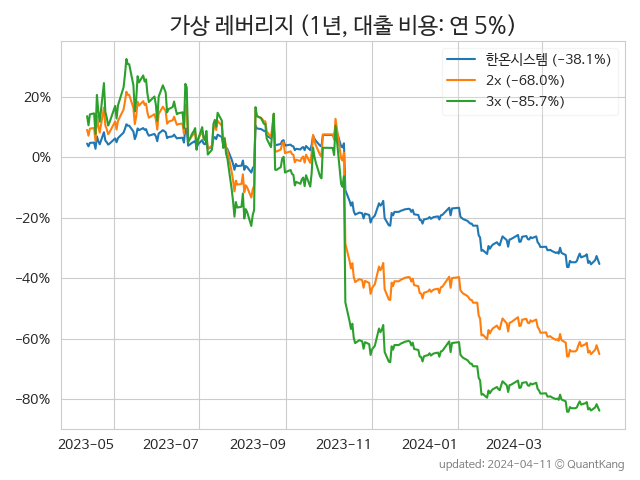 가상 레버리지 (1년, 대출 비용: 연 5%)
한온시스템 (−38.1%)
2x (−68.0%)
3x (−85.7%)
20%
0%
−20%
−40%
−60%
−80%
2023-05 2023-07 2023-09 2023-11 2024-01 2024-03
updated: 2024-04-11 © QuantKang